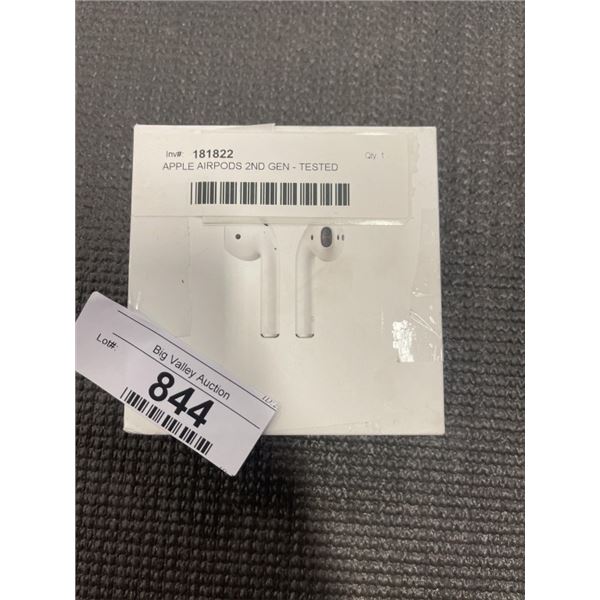 Inv#: 181822 Qty: 1
APPLE AIRPODS 2ND GEN - TESTED
Big Valley Auction
Lot#:
844